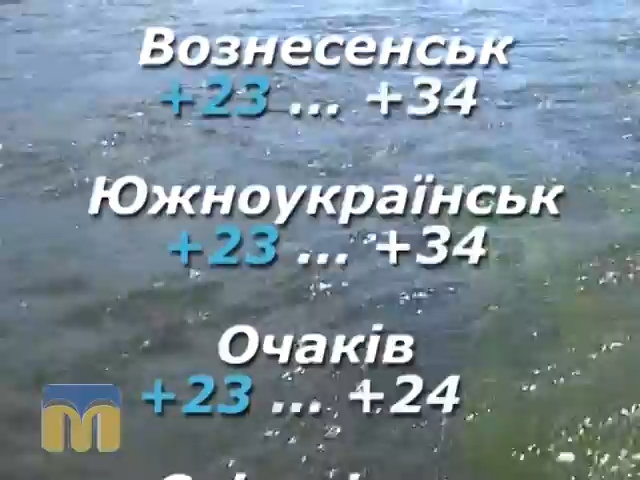 Вознесенськ
+23 ... +34
Южноукраїнськ
+23 ... +34
Очаків
+23 ... +24